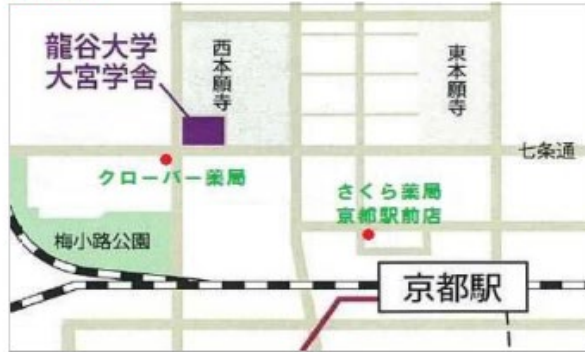 龍谷大学
大宮学舎
西本願寺
東本願寺
七条通
クローバー薬局
さくら薬局
京都駅前店
梅小路公園
京都駅